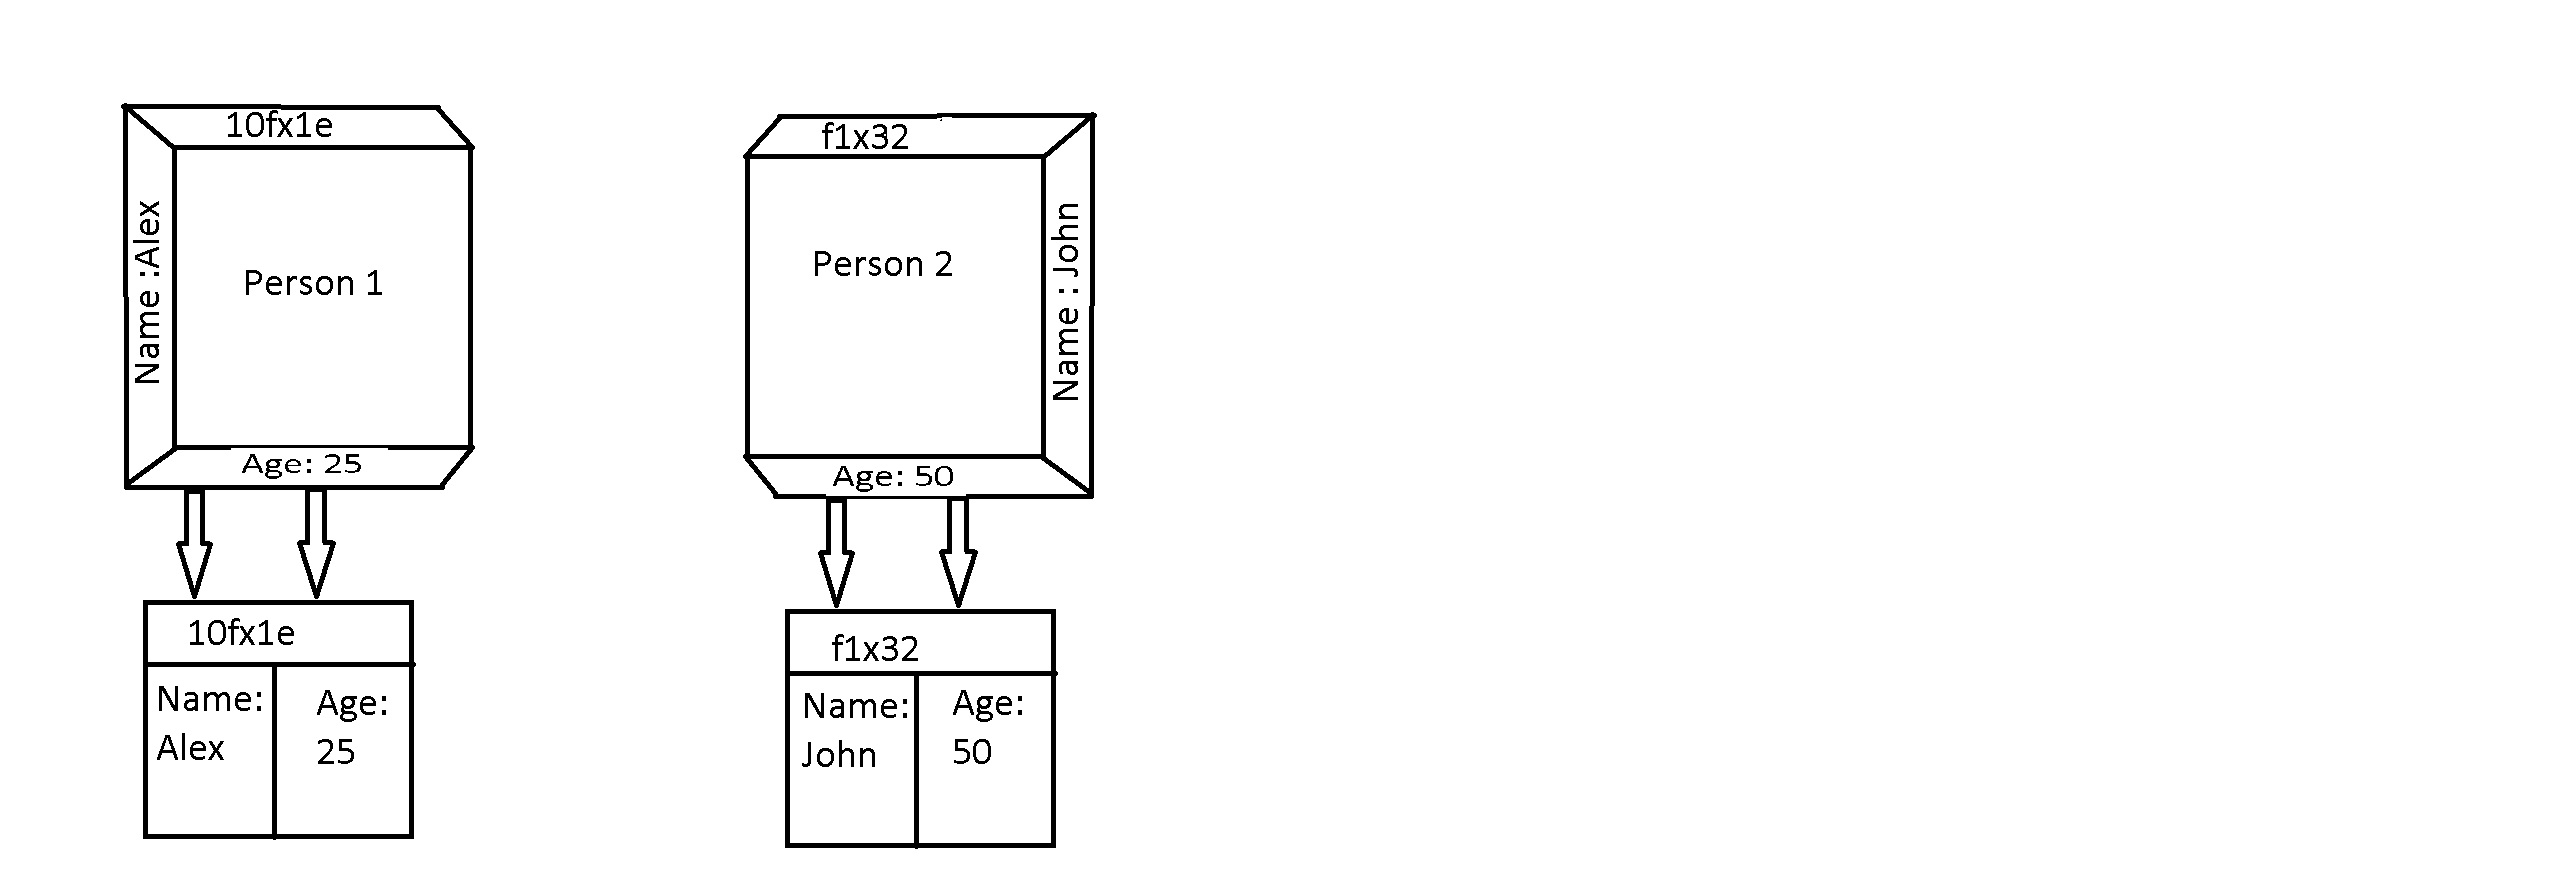 10fx1e
Name :Alex
Person 1
Age: 25
10fx1e
Name:
Alex
Age:
25
f1x32
Person 2
Name : John
Age: 50
f1x32
Name:
John
Age:
50